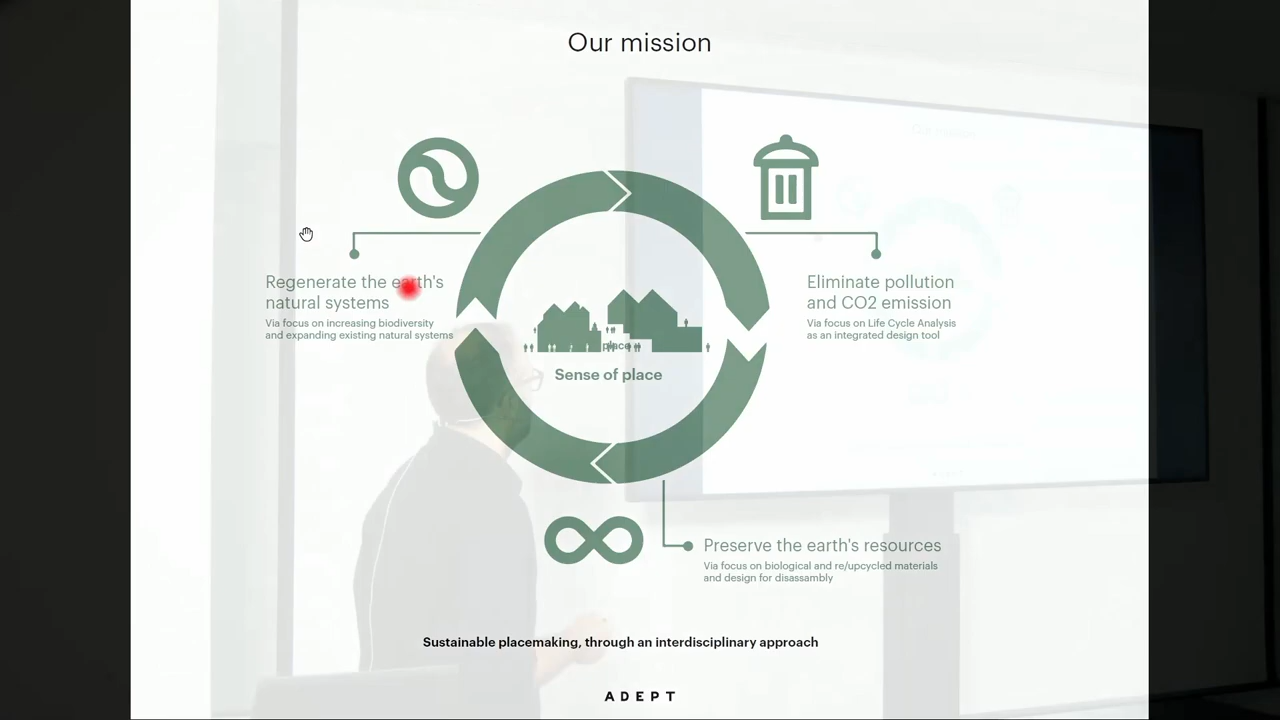 Our mission
Regenerate the earth's
natural systems
Via focus on increasing biodiversity
and expanding existing natural systems
Eliminate pollution
and CO2 emission
Via focus on Life Cycle Analysis
as an integrated design tool
place
Sense of place
Preserve the earth's resources
Via focus on biological and re/upcycled materials
and design for disassambly
Sustainable placemaking, through an interdisciplinary approach
ADEPT